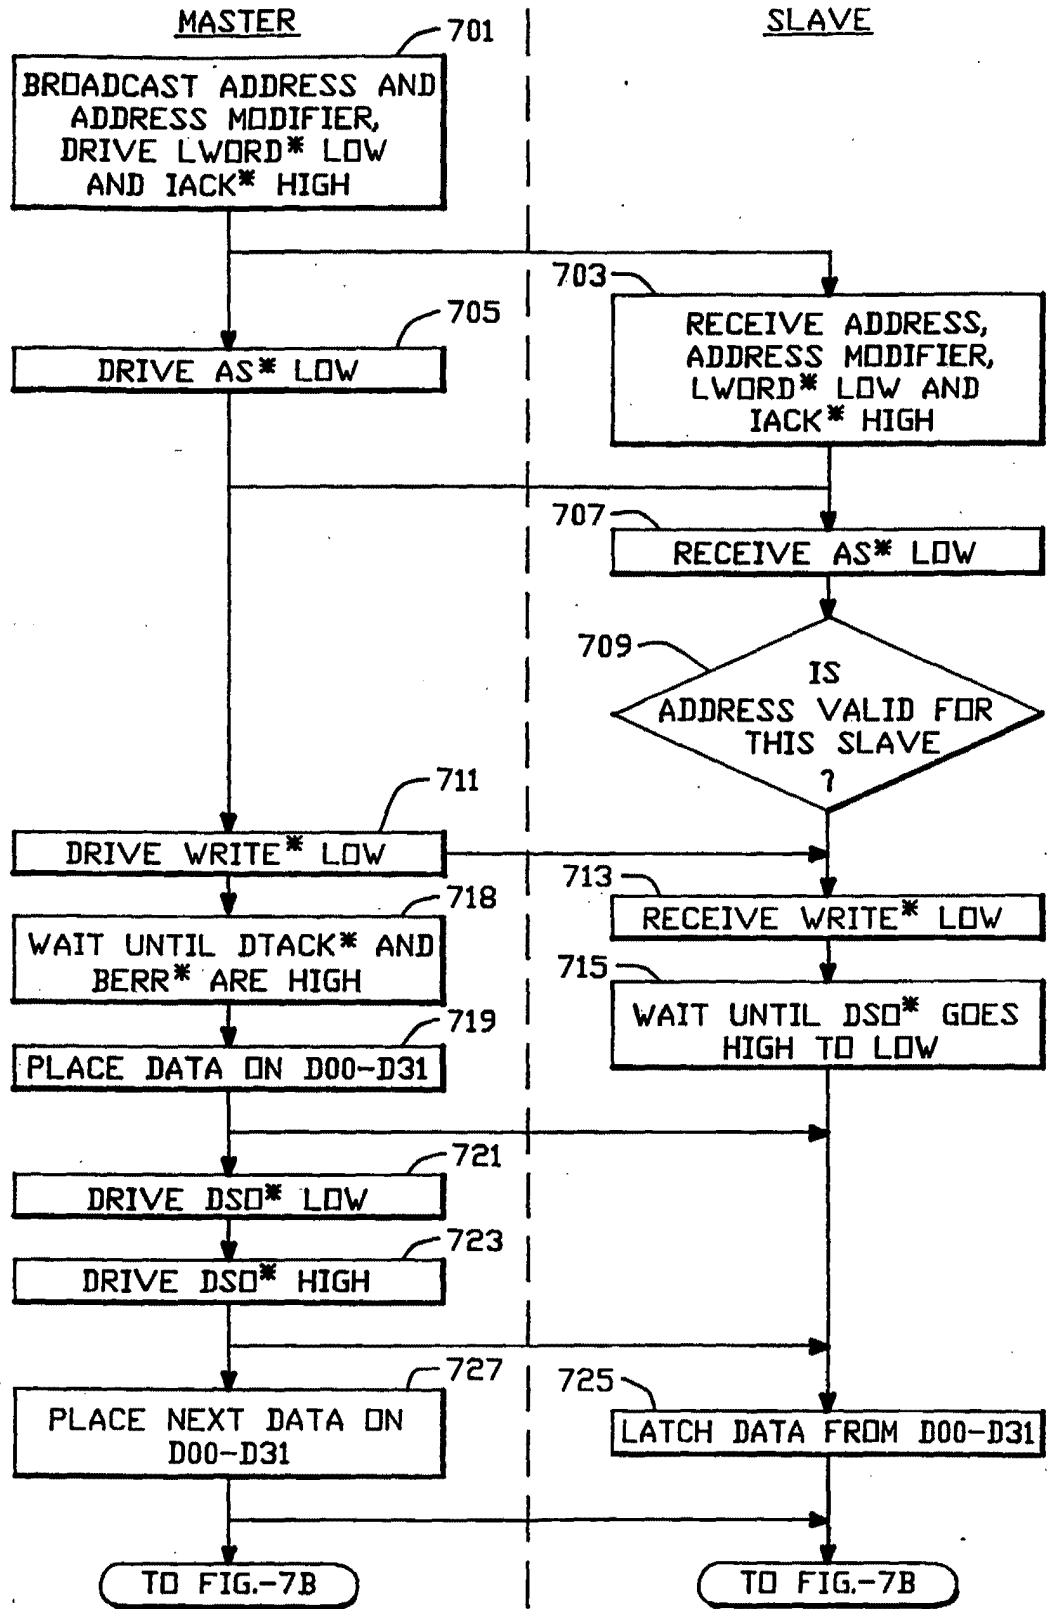 MASTER
SLAVE
701
BROADCAST ADDRESS AND
ADDRESS MODIFIER,
DRIVE LWORD* LOW
AND IACK* HIGH
703
RECEIVE ADDRESS,
ADDRESS MODIFIER,
LWORD* LOW AND
IACK* HIGH
705
DRIVE AS* LOW
707
RECEIVE AS* LOW
709
IS
ADDRESS VALID FOR
THIS SLAVE
?
711
DRIVE WRITE* LOW
713
RECEIVE WRITE* LOW
718
WAIT UNTIL DTACK* AND
BERR* ARE HIGH
715
WAIT UNTIL DSO* GOES
HIGH TO LOW
719
PLACE DATA ON D00-D31
721
DRIVE DSO* LOW
723
DRIVE DSO* HIGH
727
PLACE NEXT DATA ON
D00-D31
725
LATCH DATA FROM D00-D31
TO FIG.-7B
TO FIG.-7B